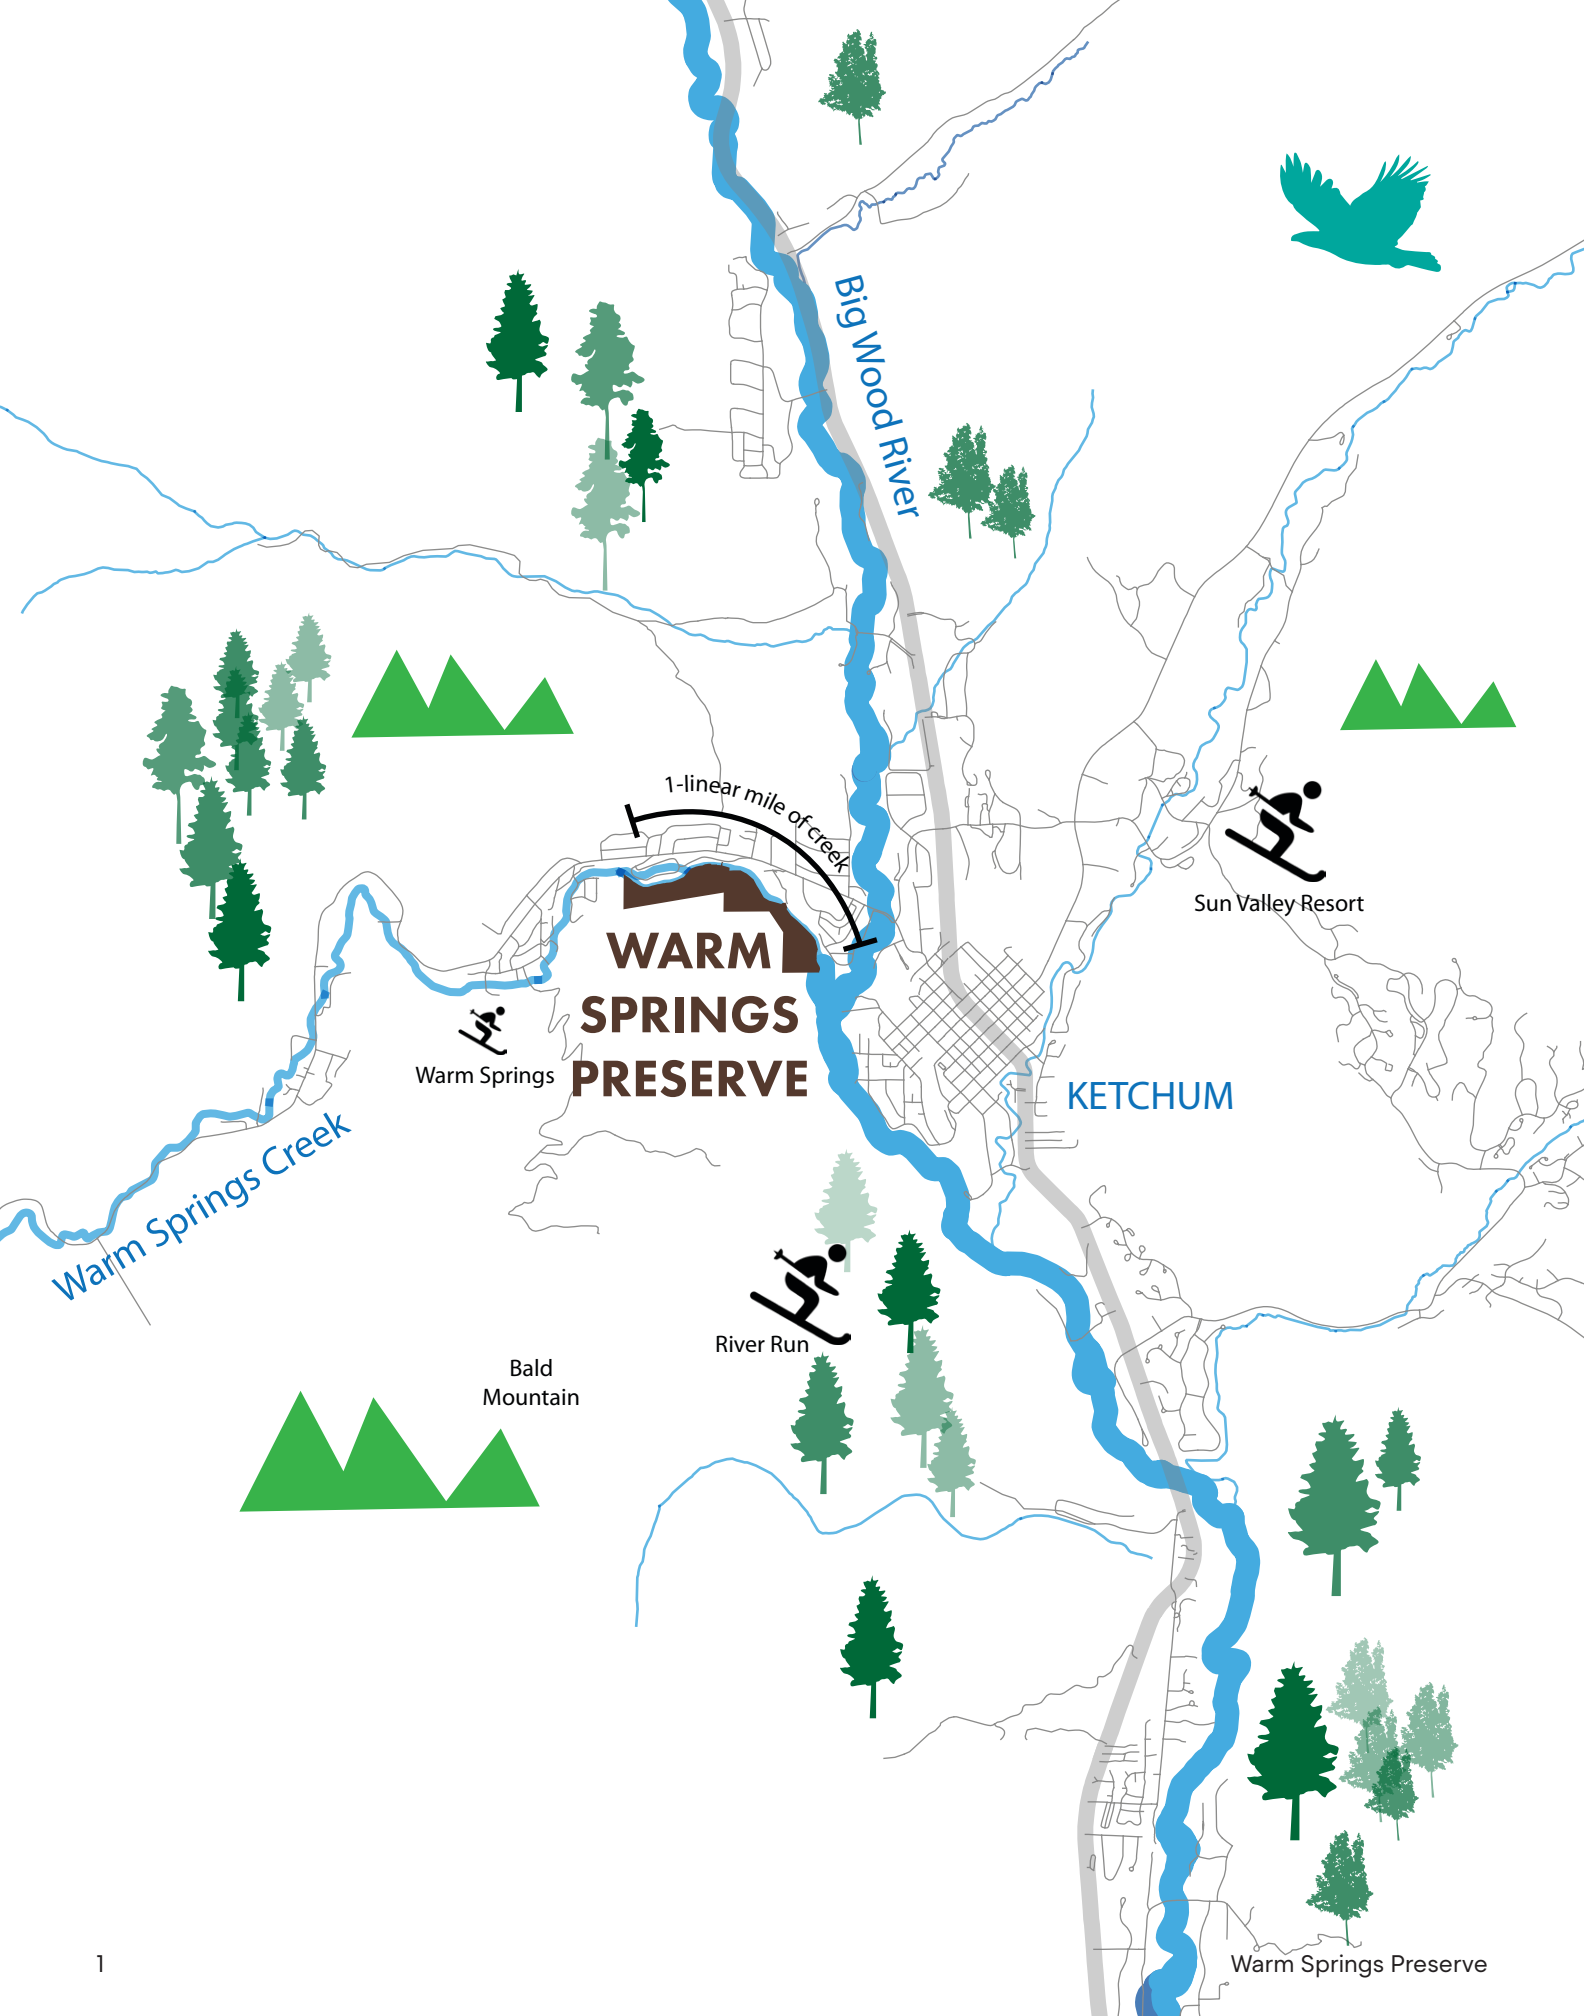 Big Wood River
1-linear mile of creek
Sun Valley Resort
WARM
SPRINGS
PRESERVE
Warm Springs
KETCHUM
Warm Springs Creek
River Run
Bald
Mountain
1
Warm Springs Preserve